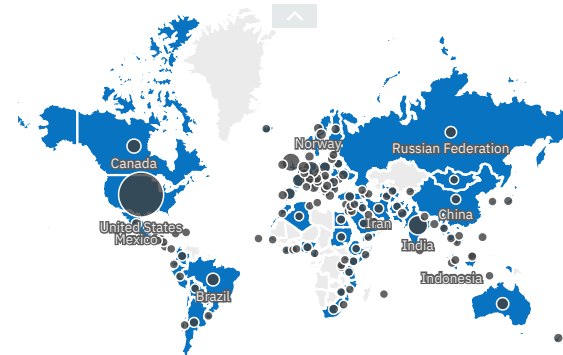 Norway
Russian Federation
Canada
United States
Mexico
China
Iran
India
Indonesia
Brazil